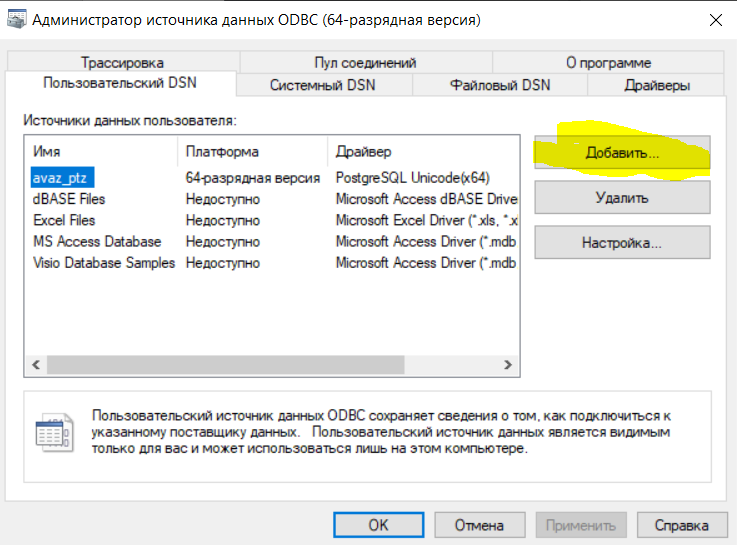 Администратор источника данных ODBC (64-разрядная версия)
Трассировка Пул соединений О программе
Пользовательский DSN Системный DSN Файловый DSN Драйверы
Источники данных пользователя:
Имя Платформа Драйвер
avaz_ptz 64-разрядная версия PostgreSQL Unicode(x64)
dBASE Files Недоступно Microsoft Access dBASE Drive
Excel Files Недоступно Microsoft Excel Driver (*.xls, *.x
MS Access Database Недоступно Microsoft Access Driver (*.mdb
Visio Database Samples Недоступно Microsoft Access Driver (*.mdb
Добавить...
Удалить
Настройка...
Пользовательский источник данных ODBC сохраняет сведения о том, как подключиться к
указанному поставщику данных. Пользовательский источник данных является видимым
только для вас и может использоваться лишь на этом компьютере.
OK Отмена Применить Справка